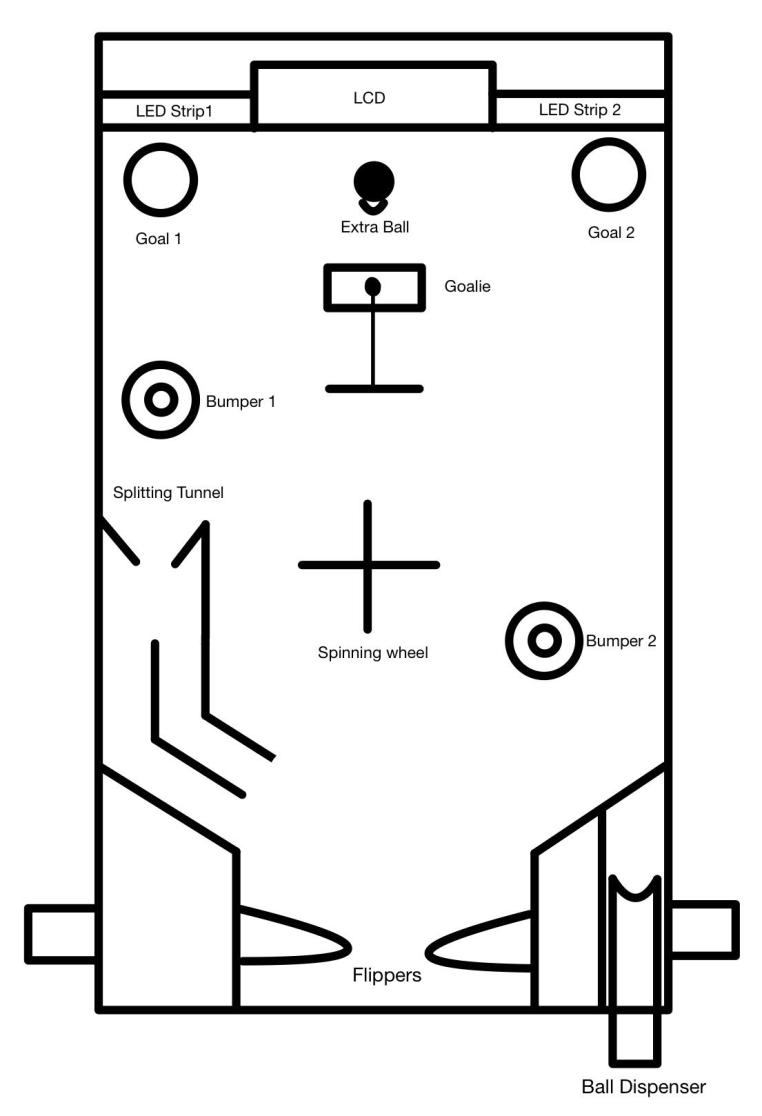 LCD
LED Strip1
LED Strip 2
Extra Ball
Goal 1
Goal 2
Goalie
Bumper 1
Splitting Tunnel
Spinning wheel
Bumper 2
Flippers
Ball Dispenser